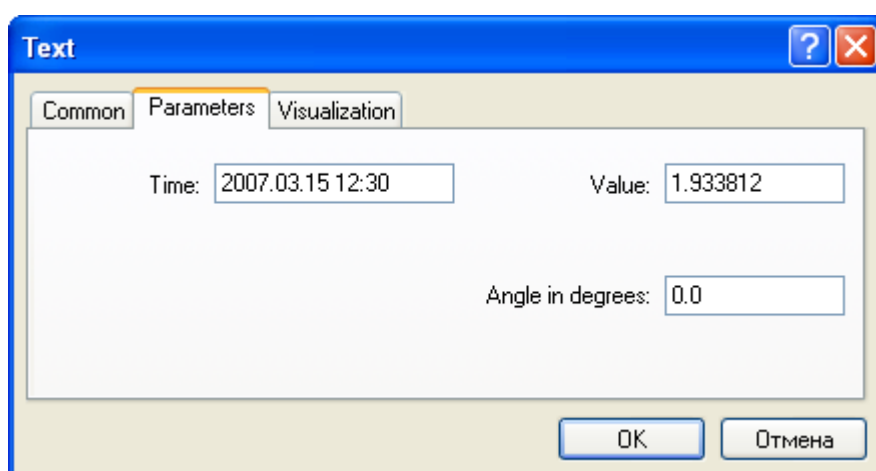 Text
Common Parameters Visualization
Time: 2007.03.15 12:30 Value: 1.933812
Angle in degrees: 0.0
OK Отмена